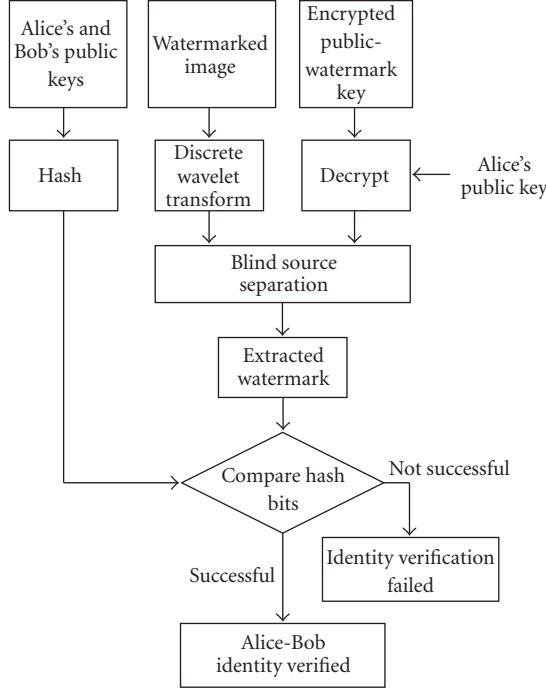 Alice's and
Bob's public
keys
Watermarked
image
Encrypted
public-
watermark
key
Hash
Discrete
wavelet
transform
Decrypt
Alice's
public key
Blind source
separation
Extracted
watermark
Compare hash
bits
Not successful
Identity verification
failed
Successful
Alice-Bob
identity verified